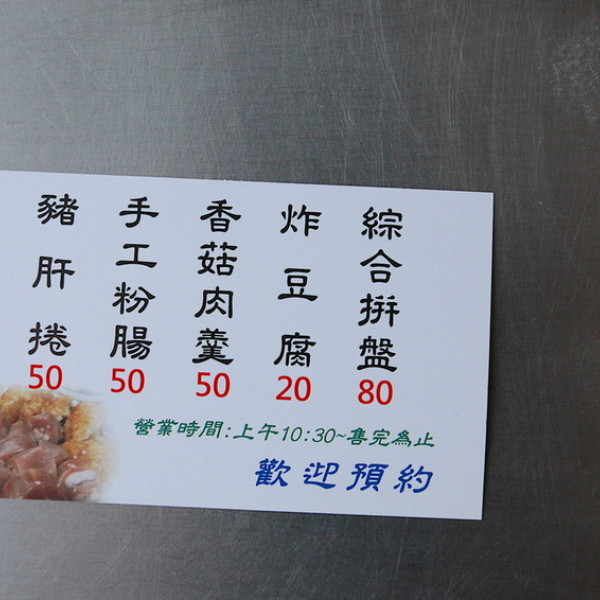 綜合拼盤
80
炸豆腐
20
香菇肉羹
50
手工粉腸
50
豬肝捲
50
營業時間:上午10:30~售完為止
歡迎預約